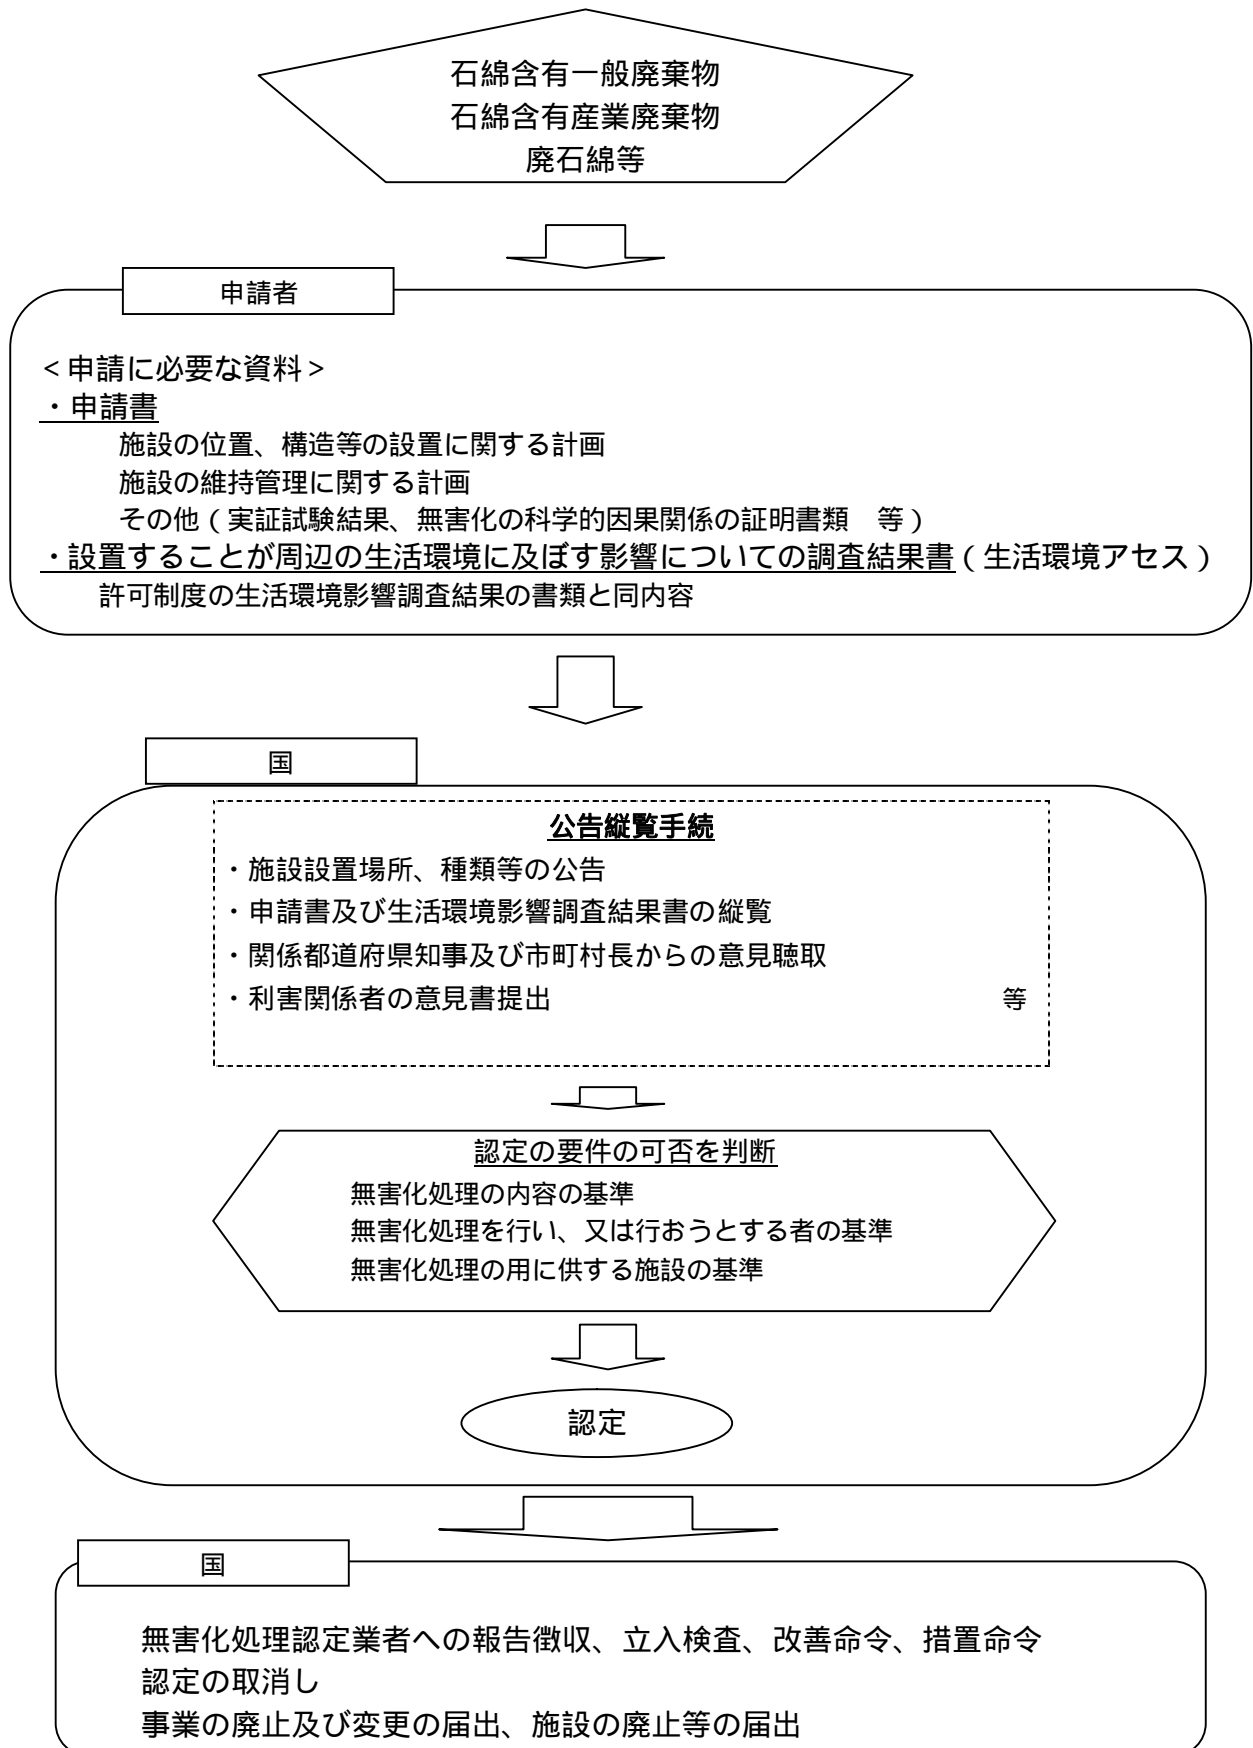 石綿含有一般廃棄物
石綿含有産業廃棄物
廃石綿等
申請者
<申請に必要な資料>
・申請書
施設の位置、構造等の設置に関する計画
施設の維持管理に関する計画
その他(実証試験結果、無害化の科学的因果関係の証明書類　等)
・設置することが周辺の生活環境に及ぼす影響についての調査結果書(生活環境アセス)
許可制度の生活環境影響調査結果の書類と同内容
国
公告縦覧手続
・施設設置場所、種類等の公告
・申請書及び生活環境影響調査結果書の縦覧
・関係都道府県知事及び市町村長からの意見聴取
・利害関係者の意見書提出　等
認定の要件の可否を判断
無害化処理の内容の基準
無害化処理を行い、又は行おうとする者の基準
無害化処理の用に供する施設の基準
認定
国
無害化処理認定業者への報告徴収、立入検査、改善命令、措置命令
認定の取消し
事業の廃止及び変更の届出、施設の廃止等の届出